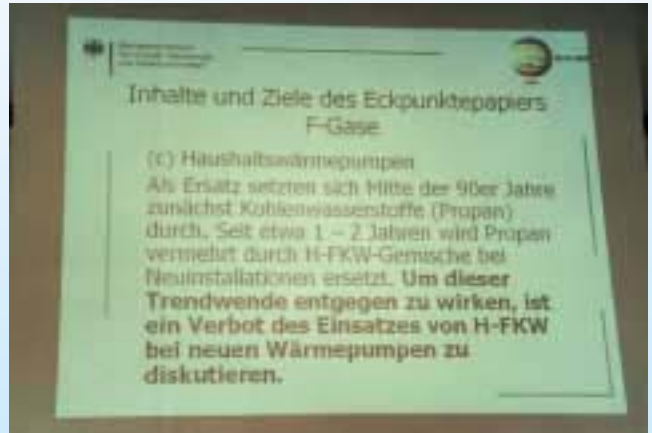 Inhalte und Ziele des Eckpunktepapiers
F-Gase
(c) Haushaltswärmepumpen
Als Ersatz setzten sich Mitte der 90er Jahre
zunächst Kohlenwasserstoffe (Propan)
durch. Seit etwa 1 – 2 Jahren wird Propan
vermehrt durch H-FKW-Gemische bei
Neuinstallationen ersetzt. Um dieser
Trendwende entgegen zu wirken, ist
ein Verbot des Einsatzes von H-FKW
bei neuen Wärmepumpen zu
diskutieren.